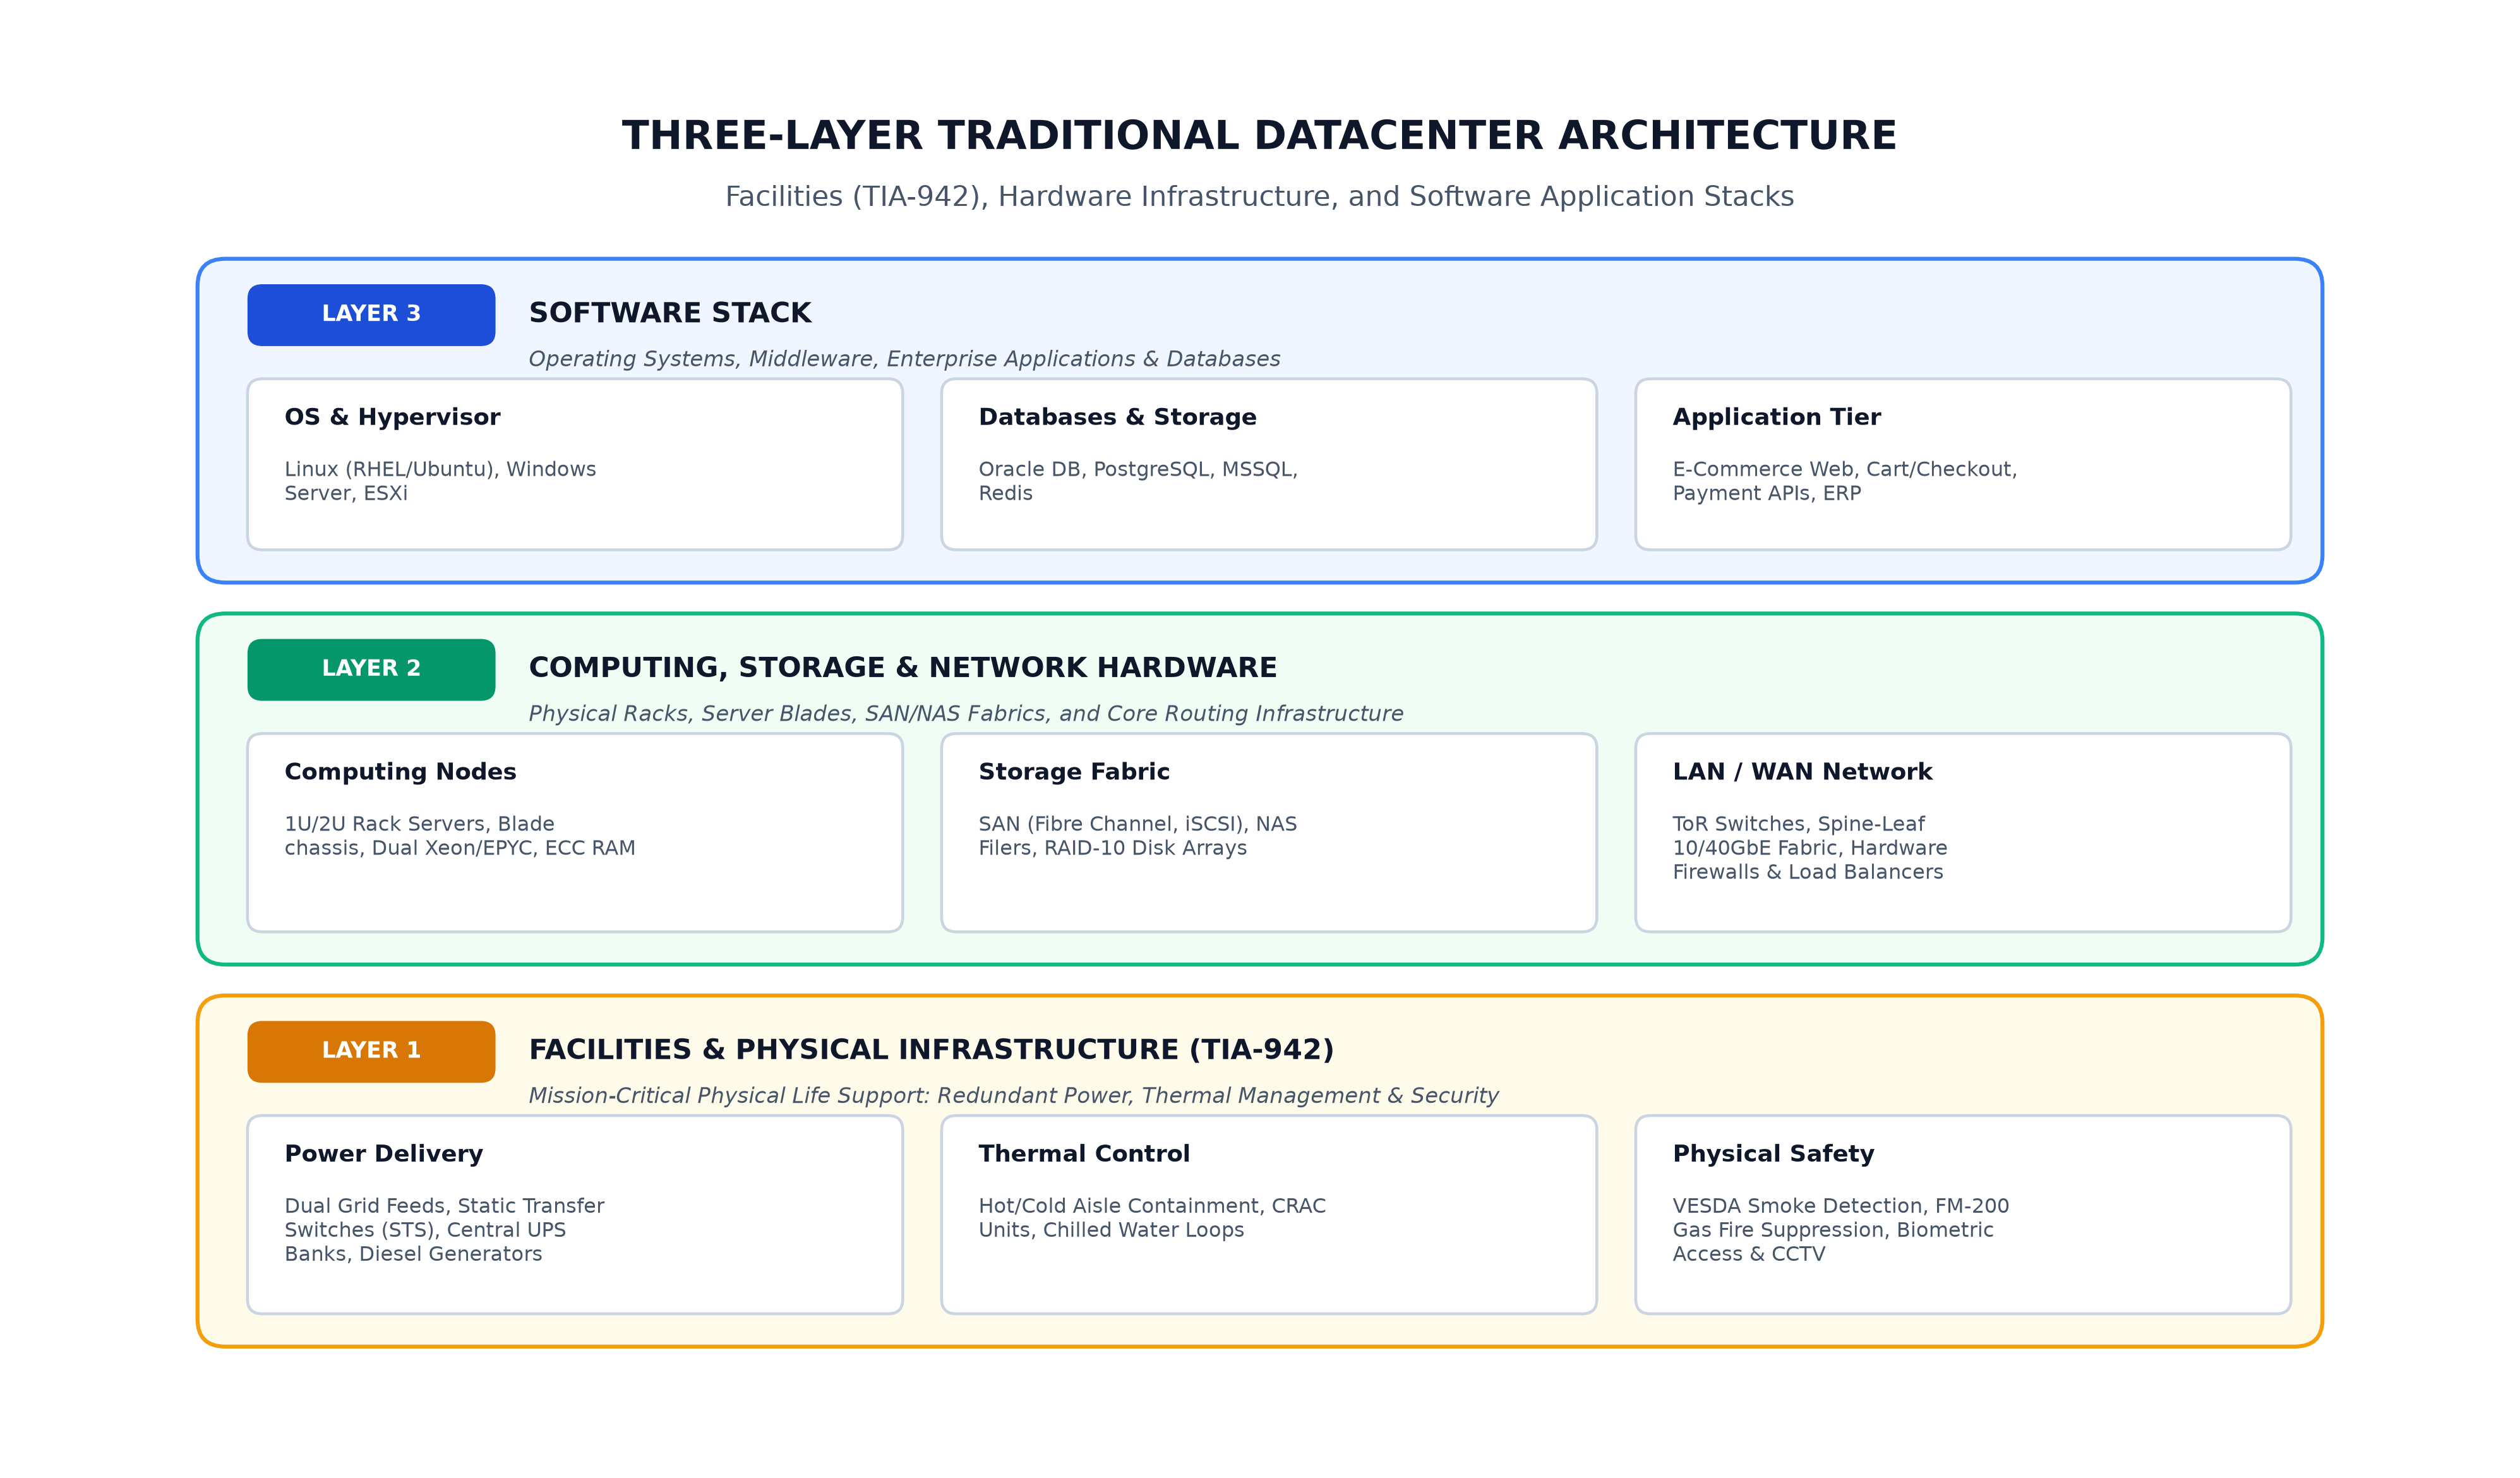 THREE-LAYER TRADITIONAL DATACENTER ARCHITECTURE
Facilities (TIA-942), Hardware Infrastructure, and Software Application Stacks
LAYER 3
SOFTWARE STACK
Operating Systems, Middleware, Enterprise Applications & Databases
OS & Hypervisor
Linux (RHEL/Ubuntu), Windows
Server, ESXi
Databases & Storage
Oracle DB, PostgreSQL, MSSQL,
Redis
Application Tier
E-Commerce Web, Cart/Checkout,
Payment APIs, ERP
LAYER 2
COMPUTING, STORAGE & NETWORK HARDWARE
Physical Racks, Server Blades, SAN/NAS Fabrics, and Core Routing Infrastructure
Computing Nodes
1U/2U Rack Servers, Blade
chassis, Dual Xeon/EPYC, ECC RAM
Storage Fabric
SAN (Fibre Channel, iSCSI), NAS
Filers, RAID-10 Disk Arrays
LAN / WAN Network
ToR Switches, Spine-Leaf
10/40GbE Fabric, Hardware
Firewalls & Load Balancers
LAYER 1
FACILITIES & PHYSICAL INFRASTRUCTURE (TIA-942)
Mission-Critical Physical Life Support: Redundant Power, Thermal Management & Security
Power Delivery
Dual Grid Feeds, Static Transfer
Switches (STS), Central UPS
Banks, Diesel Generators
Thermal Control
Hot/Cold Aisle Containment, CRAC
Units, Chilled Water Loops
Physical Safety
VESDA Smoke Detection, FM-200
Gas Fire Suppression, Biometric
Access & CCTV